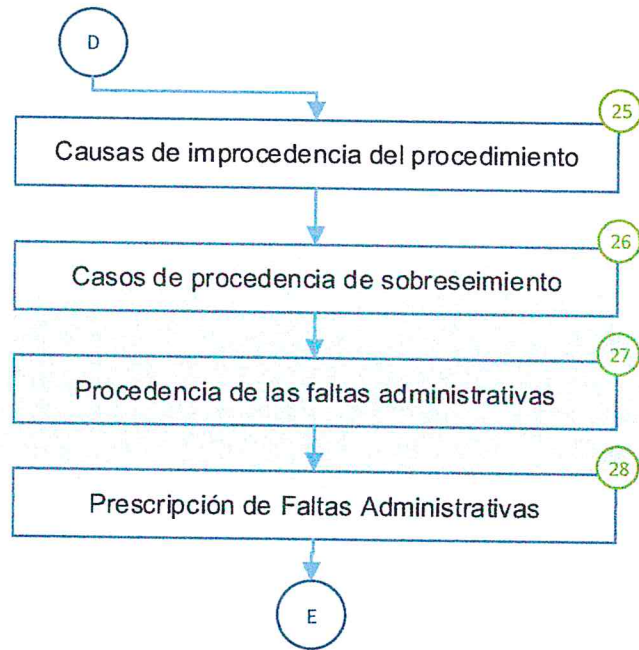 D
25
Causas de improcedencia del procedimiento
26
Casos de procedencia de sobreseimiento
27
Procedencia de las faltas administrativas
28
Prescripción de Faltas Administrativas
E